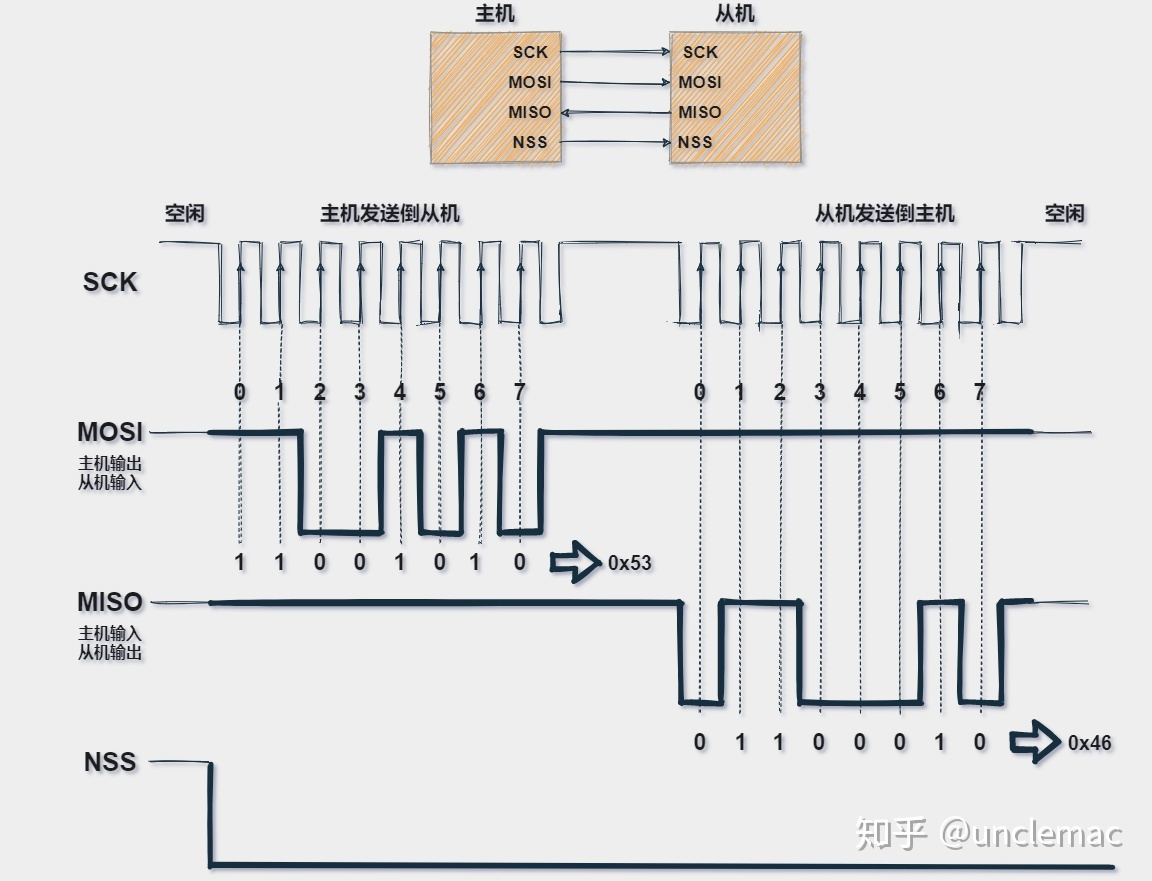 主机 从机
SCK SCK
MOSI MOSI
MISO MISO
NSS NSS
空闲 主机发送倒从机 从机发送倒主机 空闲
SCK
0 1 2 3 4 5 6 7 0 1 2 3 4 5 6 7
MOSI
主机输出
从机输入
1 1 0 0 1 0 1 0 0x53
MISO
主机输入
从机输出
0 1 1 0 0 0 1 0 0x46
NSS
知乎 @unclemac